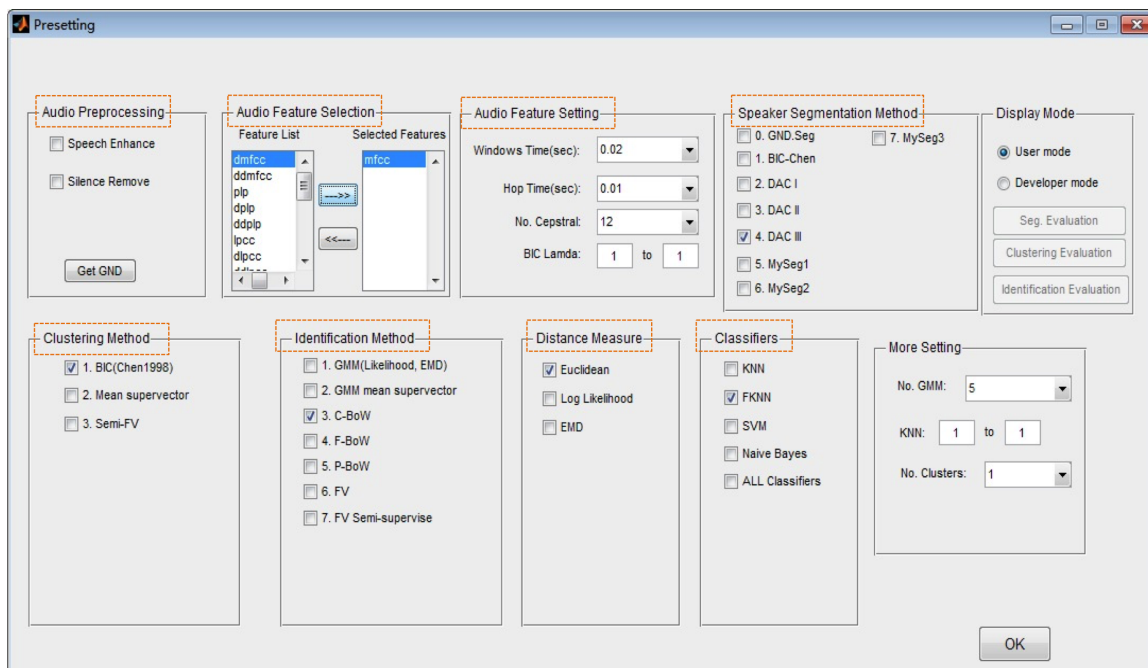 Presetting
Audio Preprocessing
Speech Enhance
Silence Remove
Get GND
Audio Feature Selection
Feature List
Selected Features
dmfcc
ddmfcc
plp
dplp
ddplp
lpcc
dlpcc
mfcc
--->>
<<---
Audio Feature Setting
Windows Time(sec): 0.02
Hop Time(sec): 0.01
No. Cepstral: 12
BIC Lamda: 1 to 1
Speaker Segmentation Method
0. GND.Seg
1. BIC-Chen
2. DAC I
3. DAC II
4. DAC III
5. MySeg1
6. MySeg2
7. MySeg3
Display Mode
User mode
Developer mode
Seg. Evaluation
Clustering Evaluation
Identification Evaluation
Clustering Method
1. BIC(Chen1998)
2. Mean supervector
3. Semi-FV
Identification Method
1. GMM(Likelihood, EMD)
2. GMM mean supervector
3. C-BoW
4. F-BoW
5. P-BoW
6. FV
7. FV Semi-supervise
Distance Measure
Euclidean
Log Likelihood
EMD
Classifiers
KNN
FKNN
SVM
Naive Bayes
ALL Classifiers
More Setting
No. GMM: 5
KNN: 1 to 1
No. Clusters: 1
OK